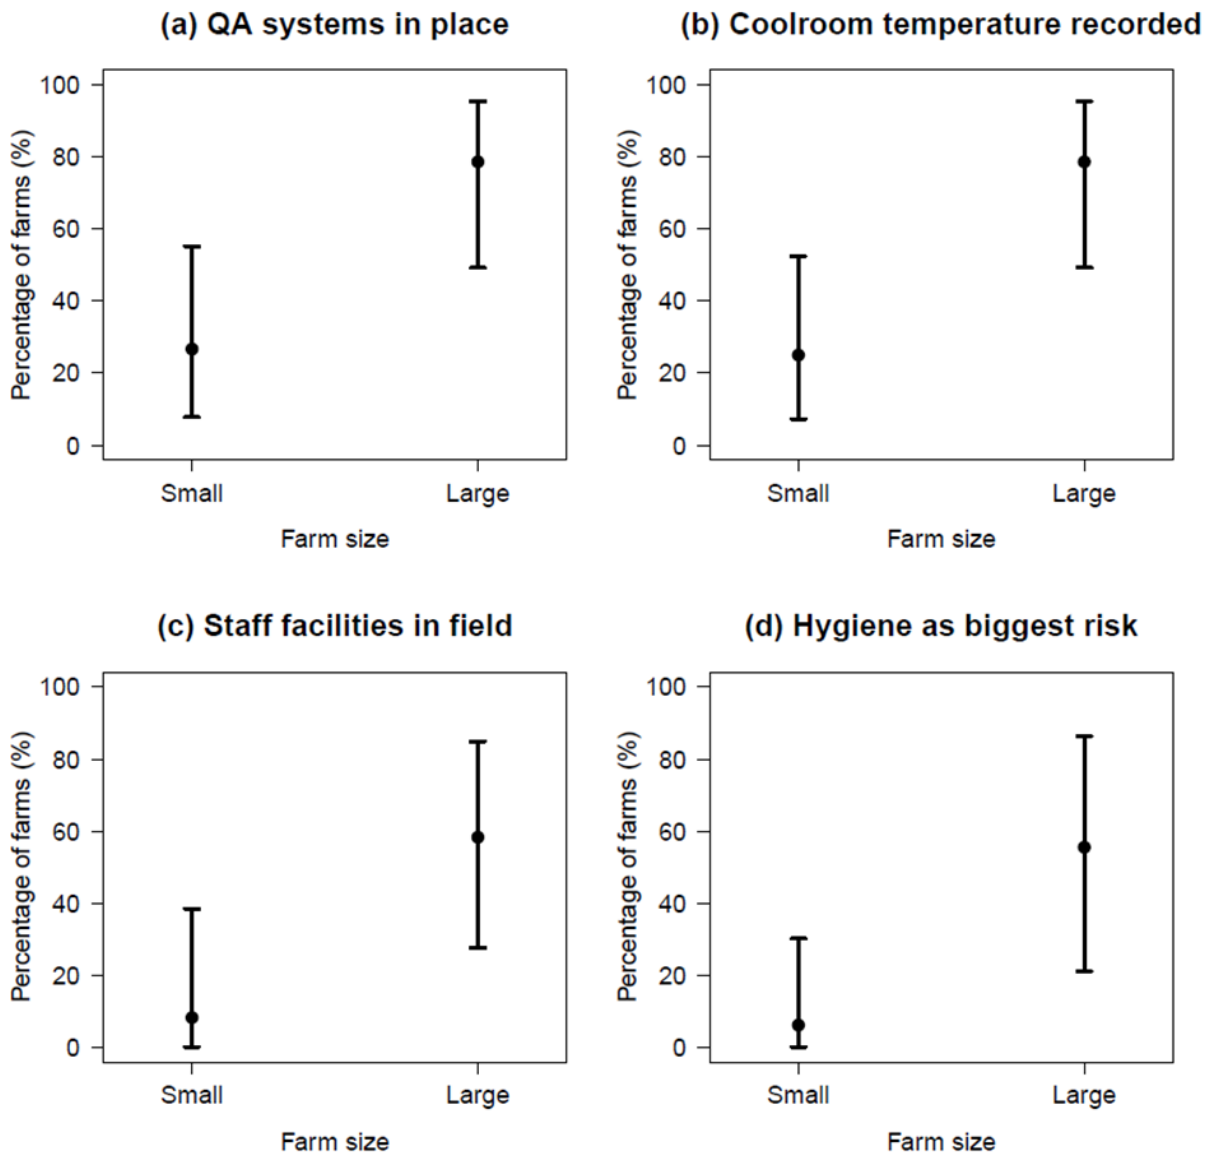 (a) QA systems in place
Percentage of farms (%)
100
80
60
40
20
0
Small
Large
Farm size
(b) Coolroom temperature recorded
Percentage of farms (%)
100
80
60
40
20
0
Small
Large
Farm size
(c) Staff facilities in field
Percentage of farms (%)
100
80
60
40
20
0
Small
Large
Farm size
(d) Hygiene as biggest risk
Percentage of farms (%)
100
80
60
40
20
0
Small
Large
Farm size